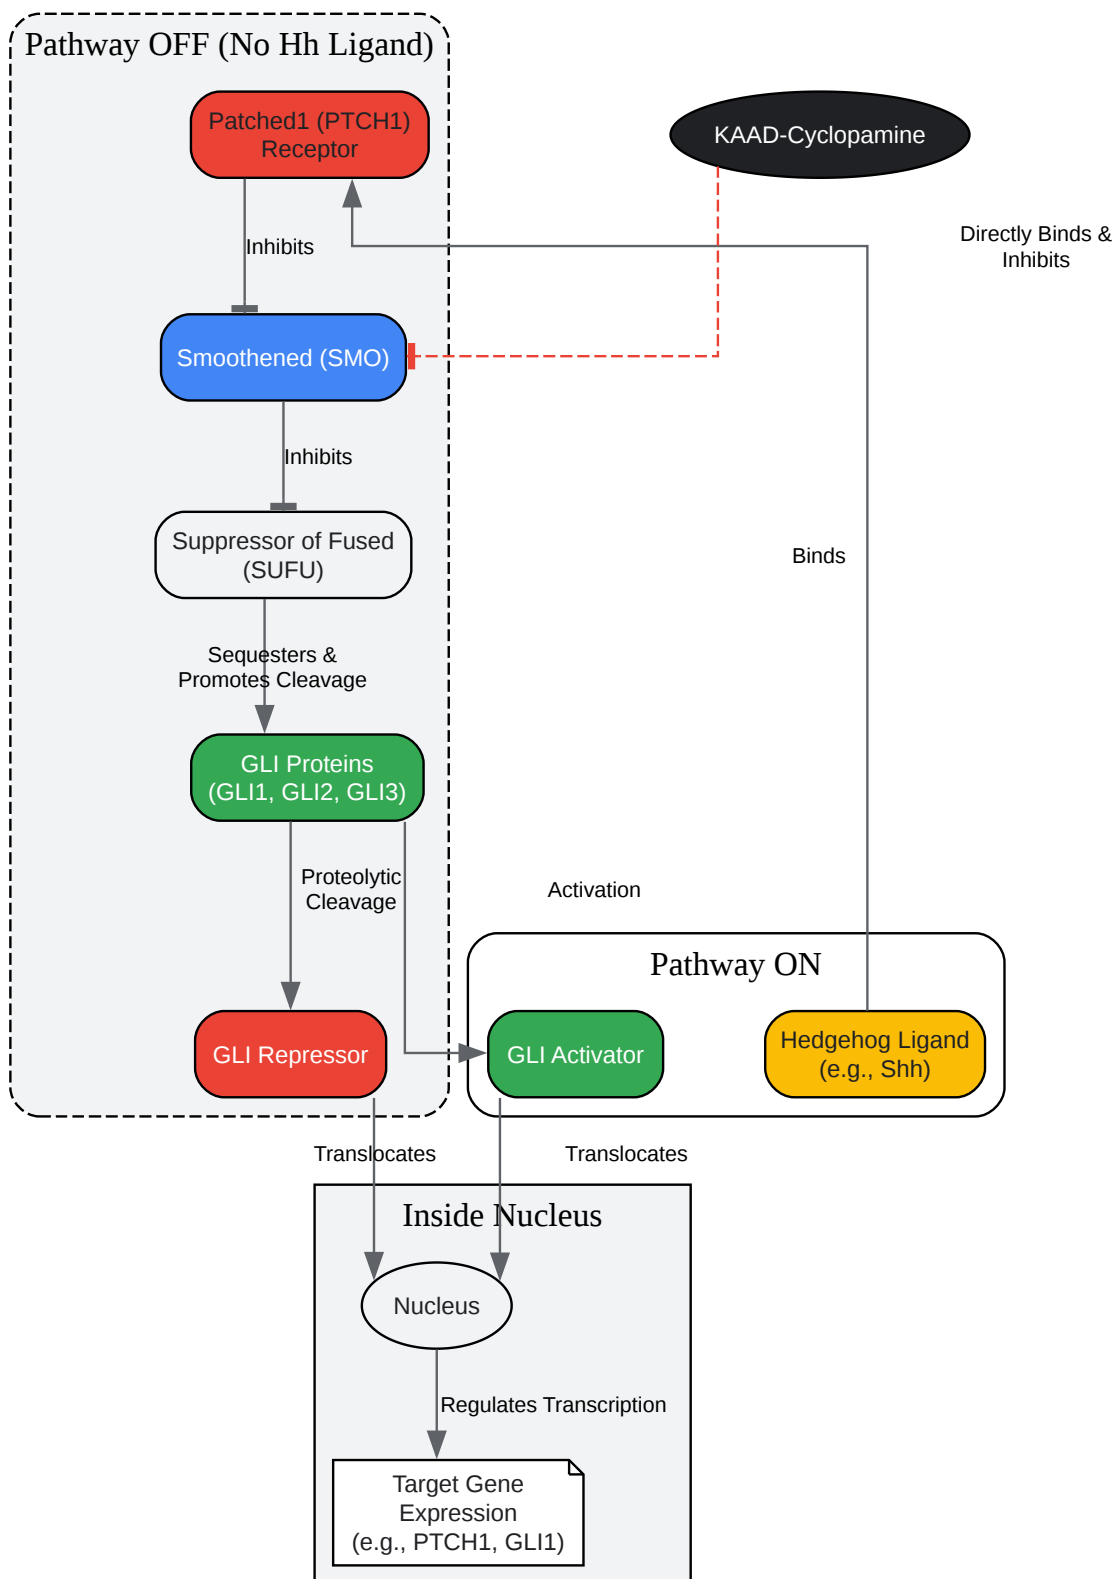 Pathway OFF (No Hh Ligand)
Patched1 (PTCH1)
Receptor
KAAD-Cyclopamine
Inhibits
Directly Binds &
Inhibits
Smoothened (SMO)
Inhibits
Suppressor of Fused
(SUFU)
Binds
Sequesters &
Promotes Cleavage
GLI Proteins
(GLI1, GLI2, GLI3)
Proteolytic
Cleavage
Activation
Pathway ON
GLI Repressor
GLI Activator
Hedgehog Ligand
(e.g., Shh)
Translocates
Translocates
Inside Nucleus
Nucleus
Regulates Transcription
Target Gene
Expression
(e.g., PTCH1, GLI1)